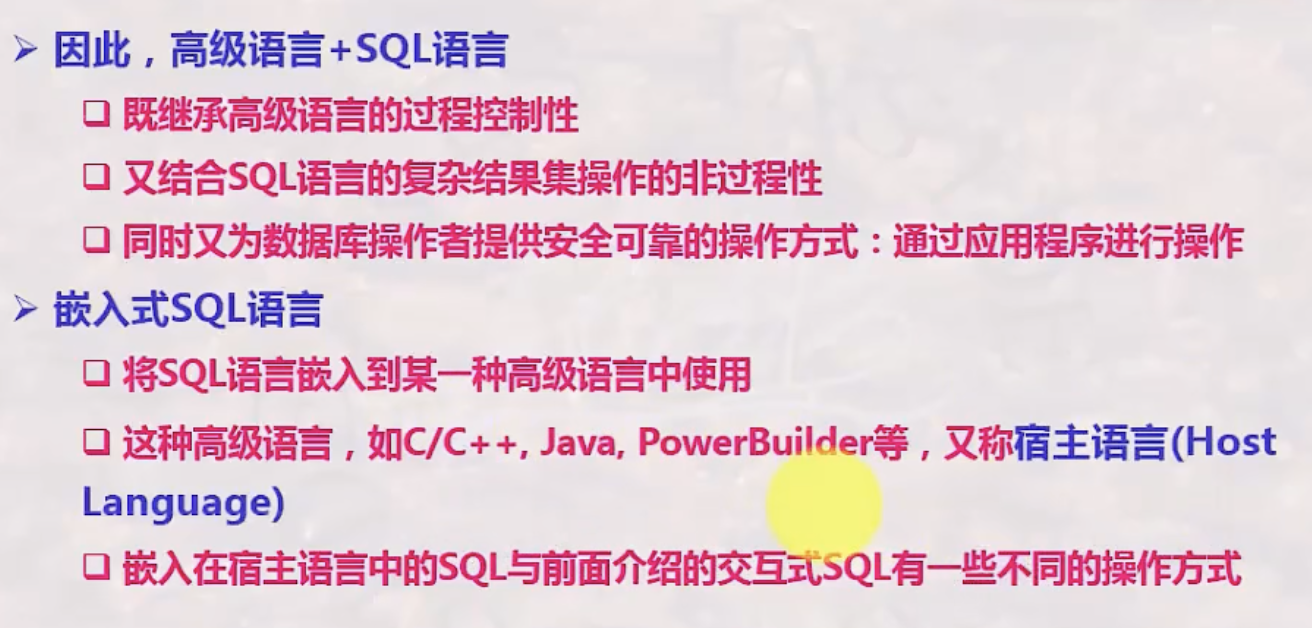 因此，高级语言+SQL语言
既继承高级语言的过程控制性
又结合SQL语言的复杂结果集操作的非过程性
同时又为数据库操作者提供安全可靠的操作方式：通过应用程序进行操作
嵌入式SQL语言
将SQL语言嵌入到某一种高级语言中使用
这种高级语言，如C/C++, Java, PowerBuilder等，又称宿主语言(Host
Language)
嵌入在宿主语言中的SQL与前面介绍的交互式SQL有一些不同的操作方式